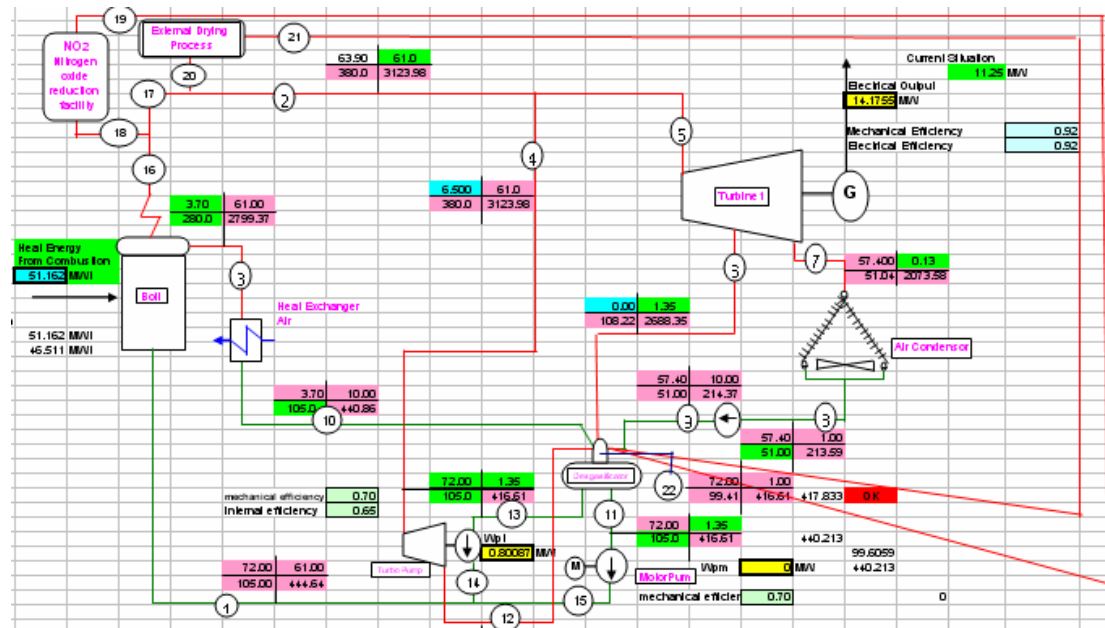 19
External Drying
Process
21
NO2
Nitrogen
oxide
reduction
facility
20
63.90 61.0
380.0 3123.98
Current Situation
11.25 MW
17
2
Electrical Output
14.1755 MW
18
5
Mechanical Efficiency 0.92
Electrical Efficiency 0.92
4
16
6.500 61.0
380.0 3123.98
Turbine 1
G
3.70 61.00
280.0 2799.37
Heat Energy
From Combustion
51.162 MWt
3
7
57.400 0.13
51.04 2073.58
Boil
Heat Exchanger
Air
0.00 1.35
108.22 2688.35
51.162 MWt
46.511 MWt
Air Condensor
57.40 10.00
51.00 214.37
3.70 10.00
105.0 440.86
10
57.40 1.00
51.00 213.59
22
72.00 1.35
105.0 416.61
72.00 1.00
99.41 416.61 417.833 OK
mechanical efficiency 0.70
Internal efficiency 0.65
13
11
72.00 1.35
105.0 416.61
440.213
Wpt
0.80087 MW
99.6059
440.213
Turbo Pump
M
MotorPum Wpm 0 MW
72.00 61.00
105.00 444.64
14
mechanical efficier 0.70 0
1
12
15